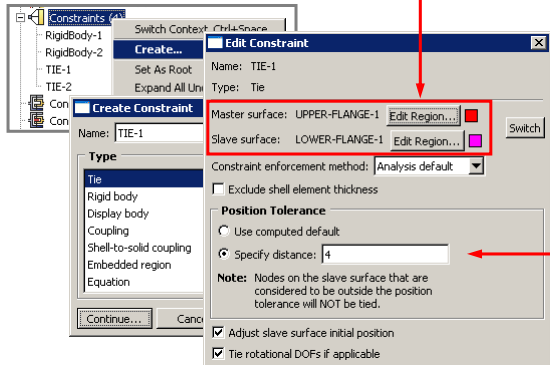 Constraints (4)
RigidBody-1
RigidBody-2
TIE-1
TIE-2
Con
Con
Switch Context Ctrl+Space
Create...
Set As Root
Expand All Un
Create Constraint
Name: TIE-1
Type
Tie
Rigid body
Display body
Coupling
Shell-to-solid coupling
Embedded region
Equation
Continue...
Canc
Edit Constraint
Name: TIE-1
Type: Tie
Master surface: UPPER-FLANGE-1 Edit Region...
Slave surface: LOWER-FLANGE-1 Edit Region...
Switch
Constraint enforcement method: Analysis default
Exclude shell element thickness
Position Tolerance
Use computed default
Specify distance: 4
Note: Nodes on the slave surface that are
considered to be outside the position
tolerance will NOT be tied.
Adjust slave surface initial position
Tie rotational DOFs if applicable